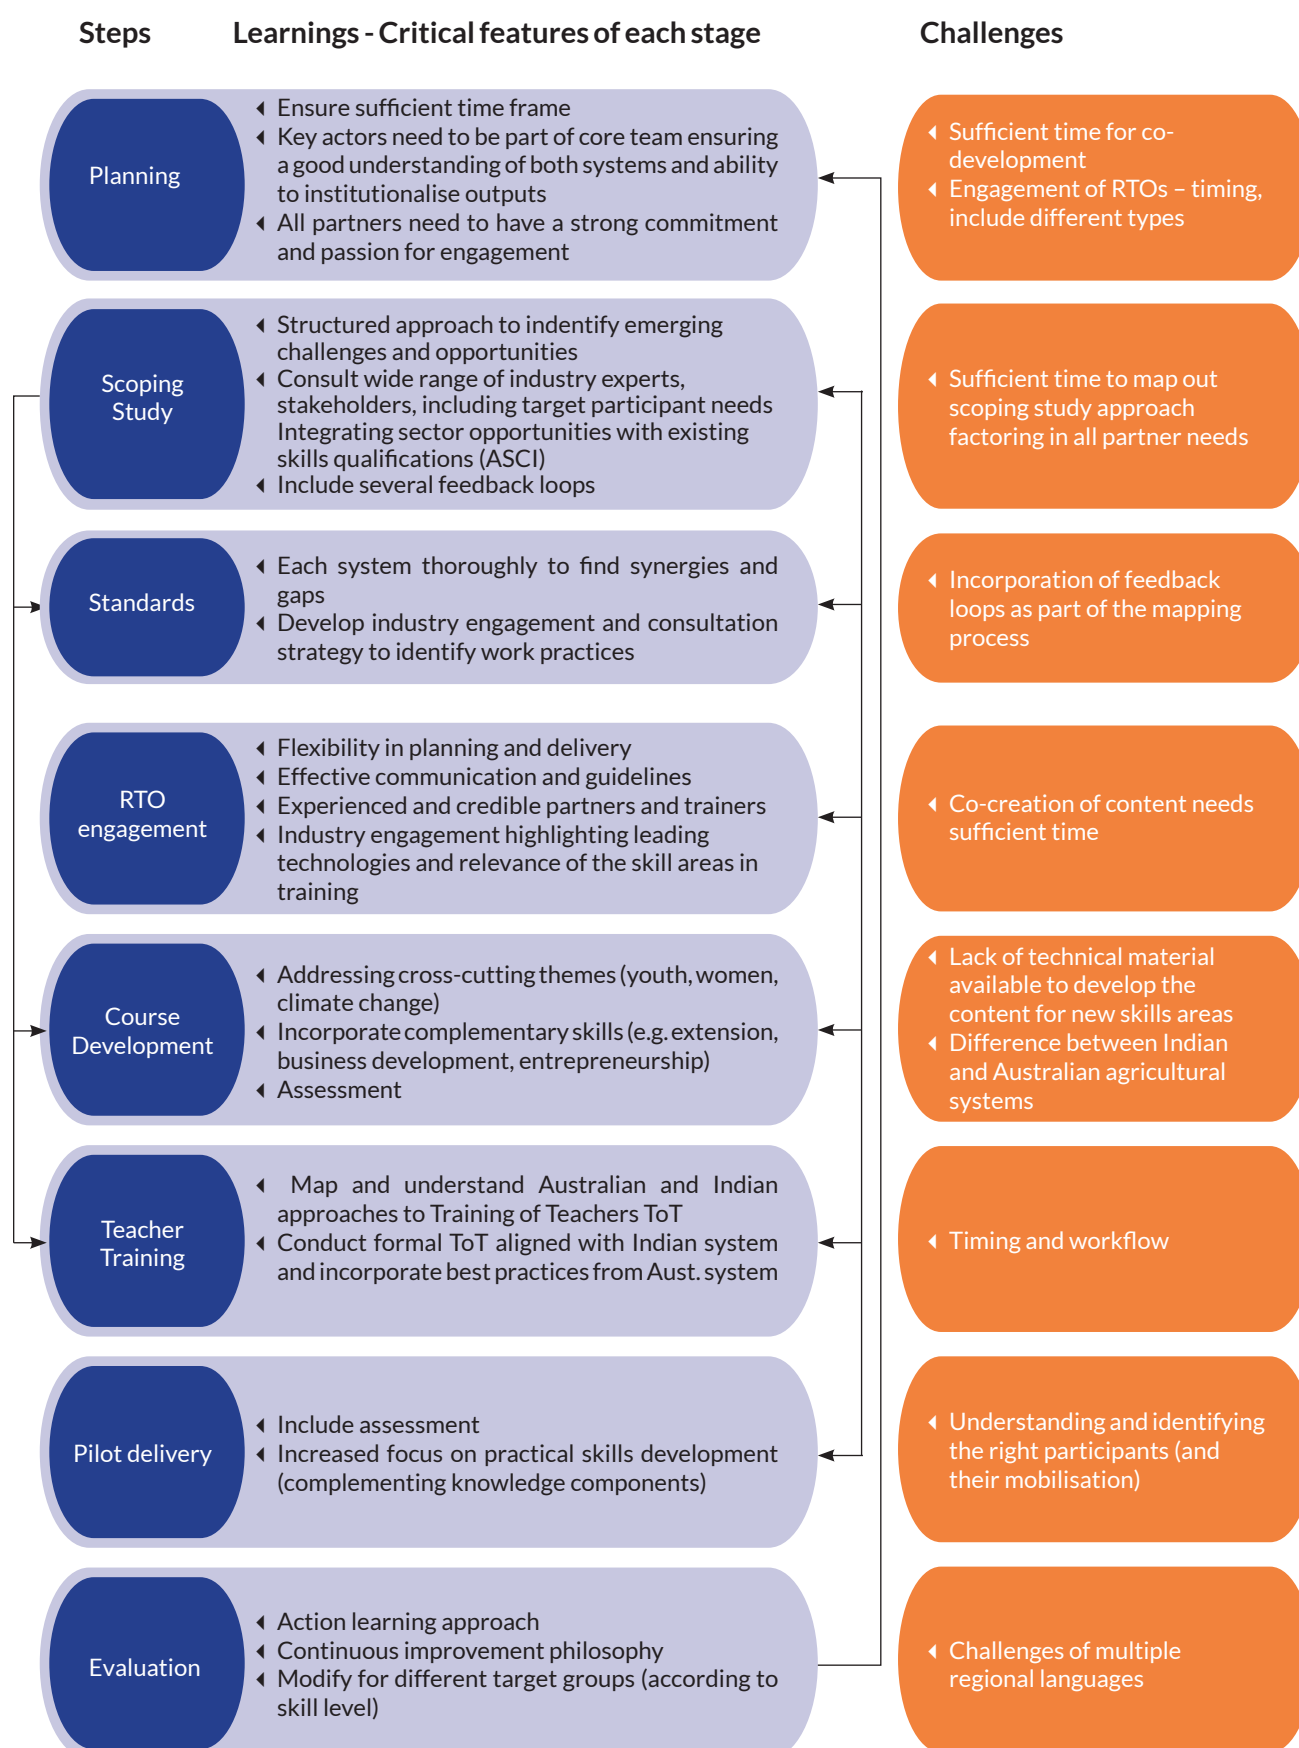 Steps
Learnings - Critical features of each stage
Challenges
Planning
Ensure sufficient time frame
Key actors need to be part of core team ensuring
a good understanding of both systems and ability
to institutionalise outputs
All partners need to have a strong commitment
and passion for engagement
Sufficient time for co-
development
Engagement of RTOs – timing,
include different types
Scoping
Study
Structured approach to indentify emerging
challenges and opportunities
Consult wide range of industry experts,
stakeholders, including target participant needs
Integrating sector opportunities with existing
skills qualifications (ASCI)
Include several feedback loops
Sufficient time to map out
scoping study approach
factoring in all partner needs
Standards
Each system thoroughly to find synergies and
gaps
Develop industry engagement and consultation
strategy to identify work practices
Incorporation of feedback
loops as part of the mapping
process
RTO
engagement
Flexibility in planning and delivery
Effective communication and guidelines
Experienced and credible partners and trainers
Industry engagement highlighting leading
technologies and relevance of the skill areas in
training
Co-creation of content needs
sufficient time
Course
Development
Addressing cross-cutting themes (youth, women,
climate change)
Incorporate complementary skills (e.g. extension,
business development, entrepreneurship)
Assessment
Lack of technical material
available to develop the
content for new skills areas
Difference between Indian
and Australian agricultural
systems
Teacher
Training
Map and understand Australian and Indian
approaches to Training of Teachers ToT
Conduct formal ToT aligned with Indian system
and incorporate best practices from Aust. system
Timing and workflow
Pilot delivery
Include assessment
Increased focus on practical skills development
(complementing knowledge components)
Understanding and identifying
the right participants (and
their mobilisation)
Evaluation
Action learning approach
Continuous improvement philosophy
Modify for different target groups (according to
skill level)
Challenges of multiple
regional languages